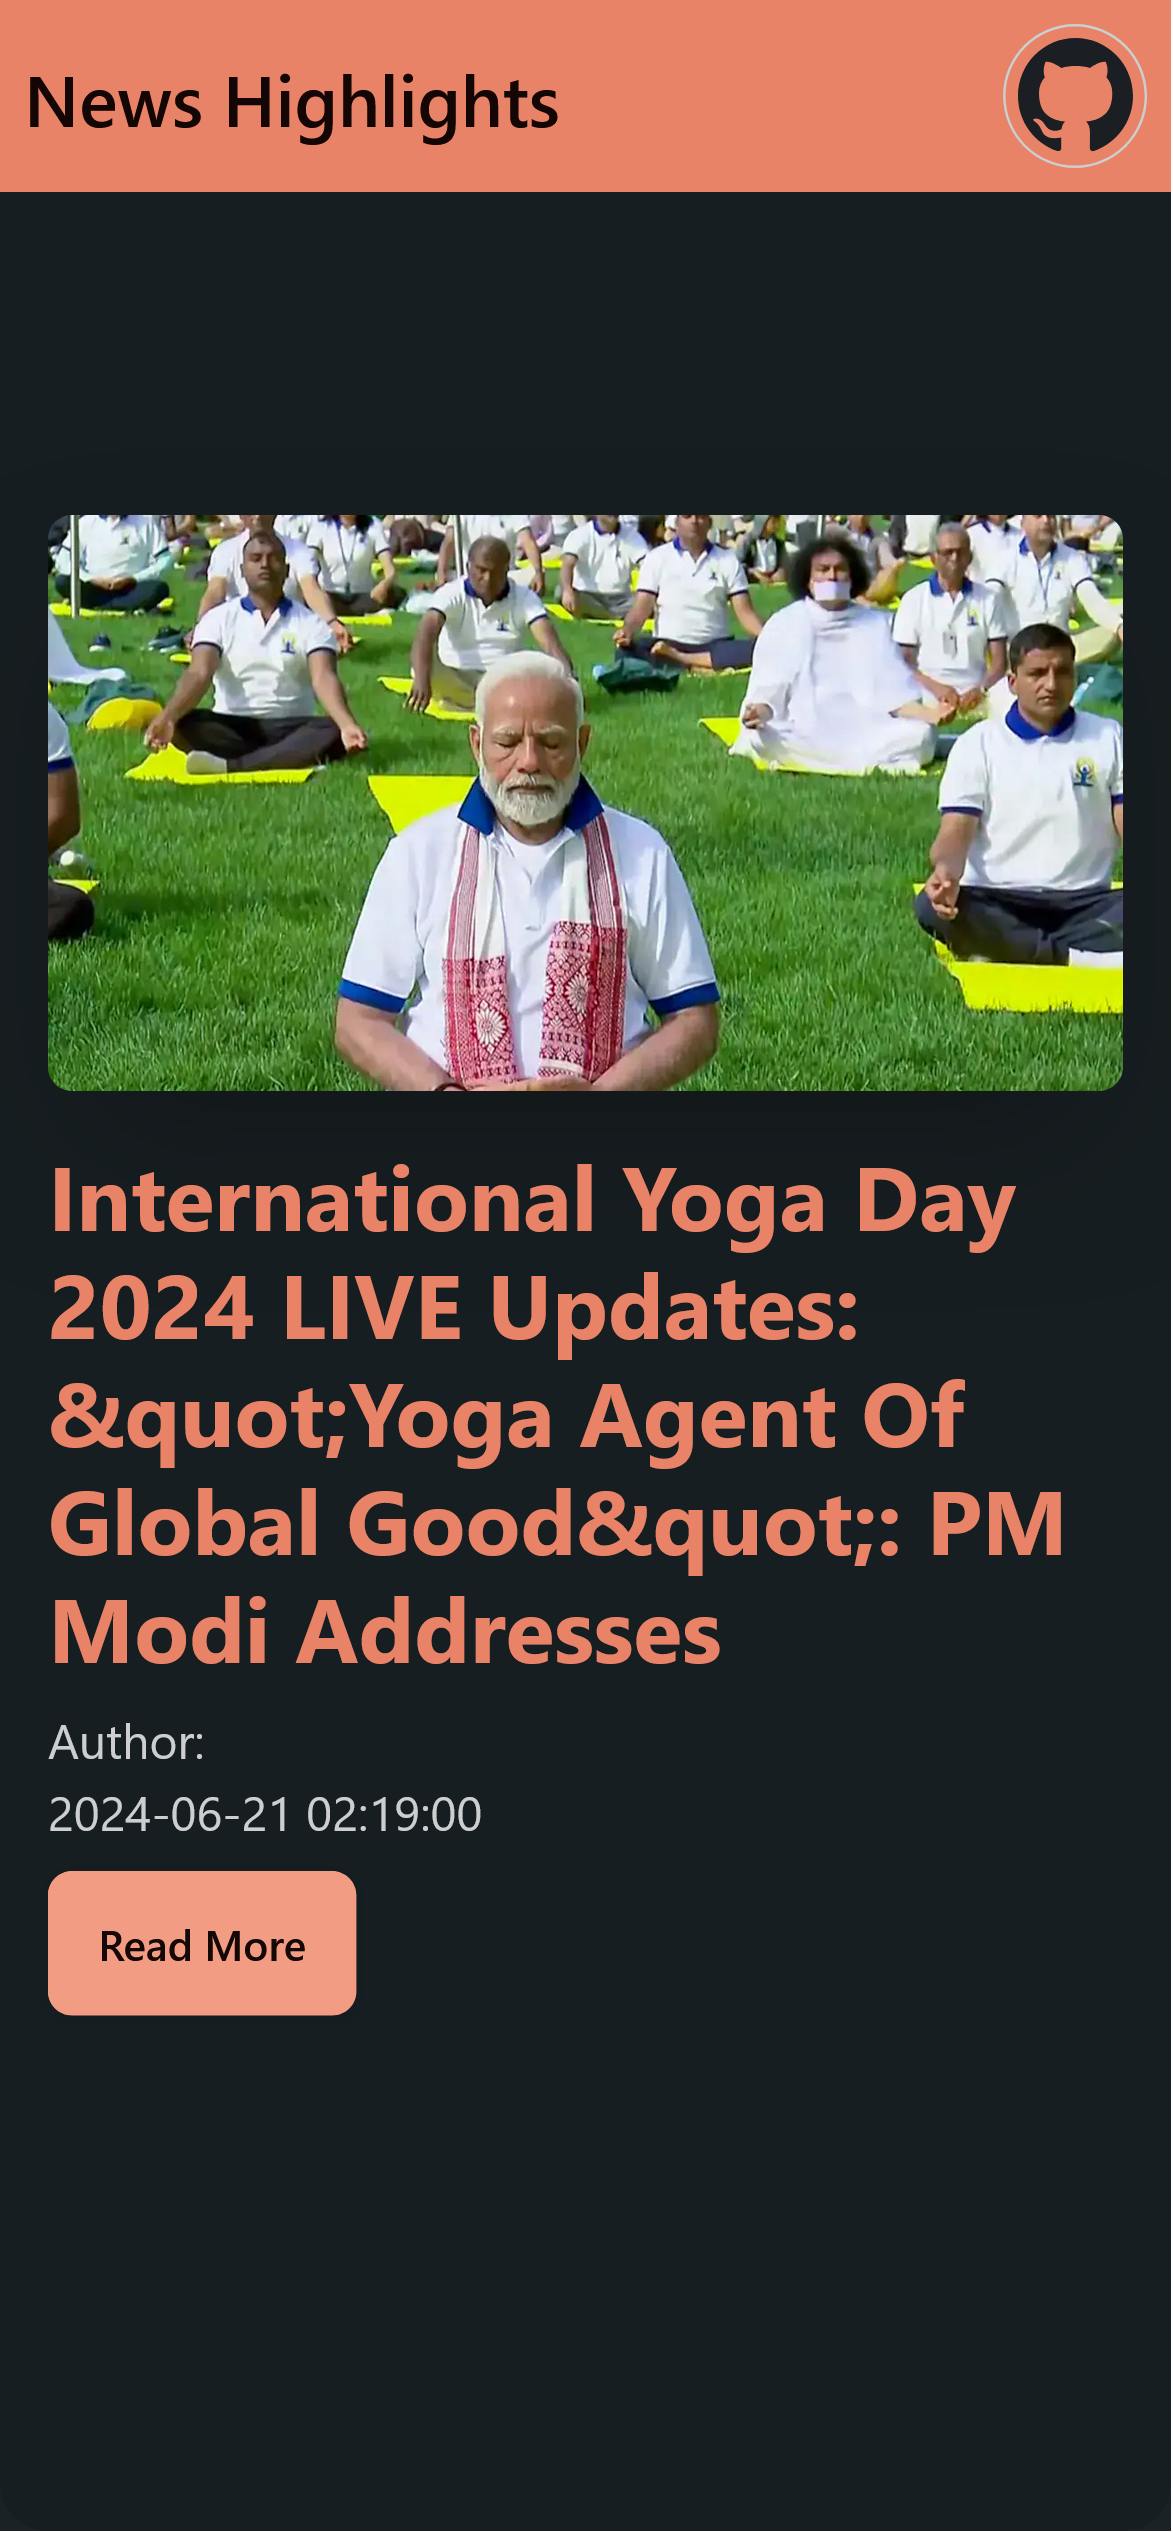 News Highlights
International Yoga Day
2024 LIVE Updates:
&quot;Yoga Agent Of
Global Good&quot;: PM
Modi Addresses
Author:
2024-06-21 02:19:00
Read More